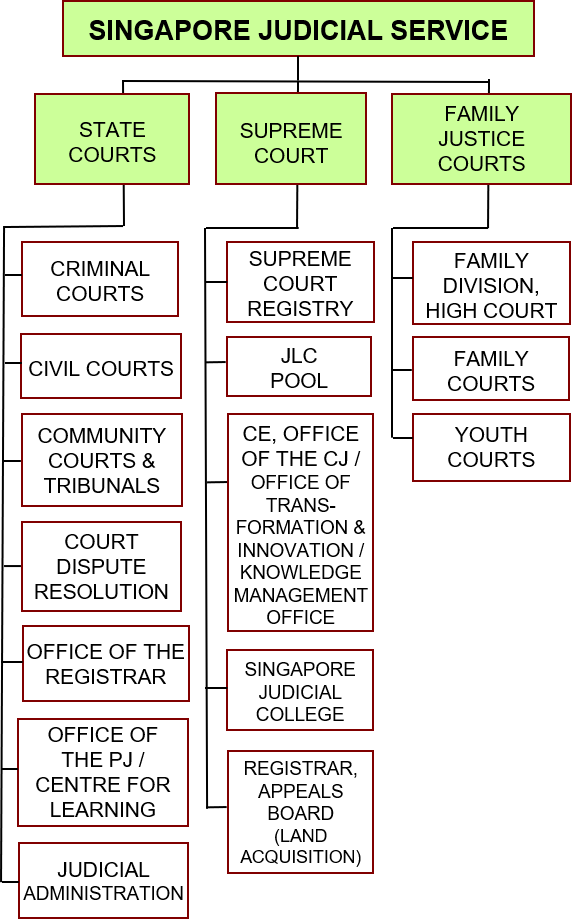 SINGAPORE JUDICIAL SERVICE
STATE
COURTS
SUPREME
COURT
FAMILY
JUSTICE
COURTS
CRIMINAL
COURTS
CIVIL COURTS
COMMUNITY
COURTS &
TRIBUNALS
COURT
DISPUTE
RESOLUTION
OFFICE OF THE
REGISTRAR
OFFICE OF
THE PJ /
CENTRE FOR
LEARNING
JUDICIAL
ADMINISTRATION
SUPREME
COURT
REGISTRY
JLC
POOL
CE, OFFICE
OF THE CJ /
OFFICE OF
TRANS-
FORMATION &
INNOVATION /
KNOWLEDGE
MANAGEMENT
OFFICE
SINGAPORE
JUDICIAL
COLLEGE
REGISTRAR,
APPEALS
BOARD
(LAND
ACQUISITION)
FAMILY
DIVISION,
HIGH COURT
FAMILY
COURTS
YOUTH
COURTS